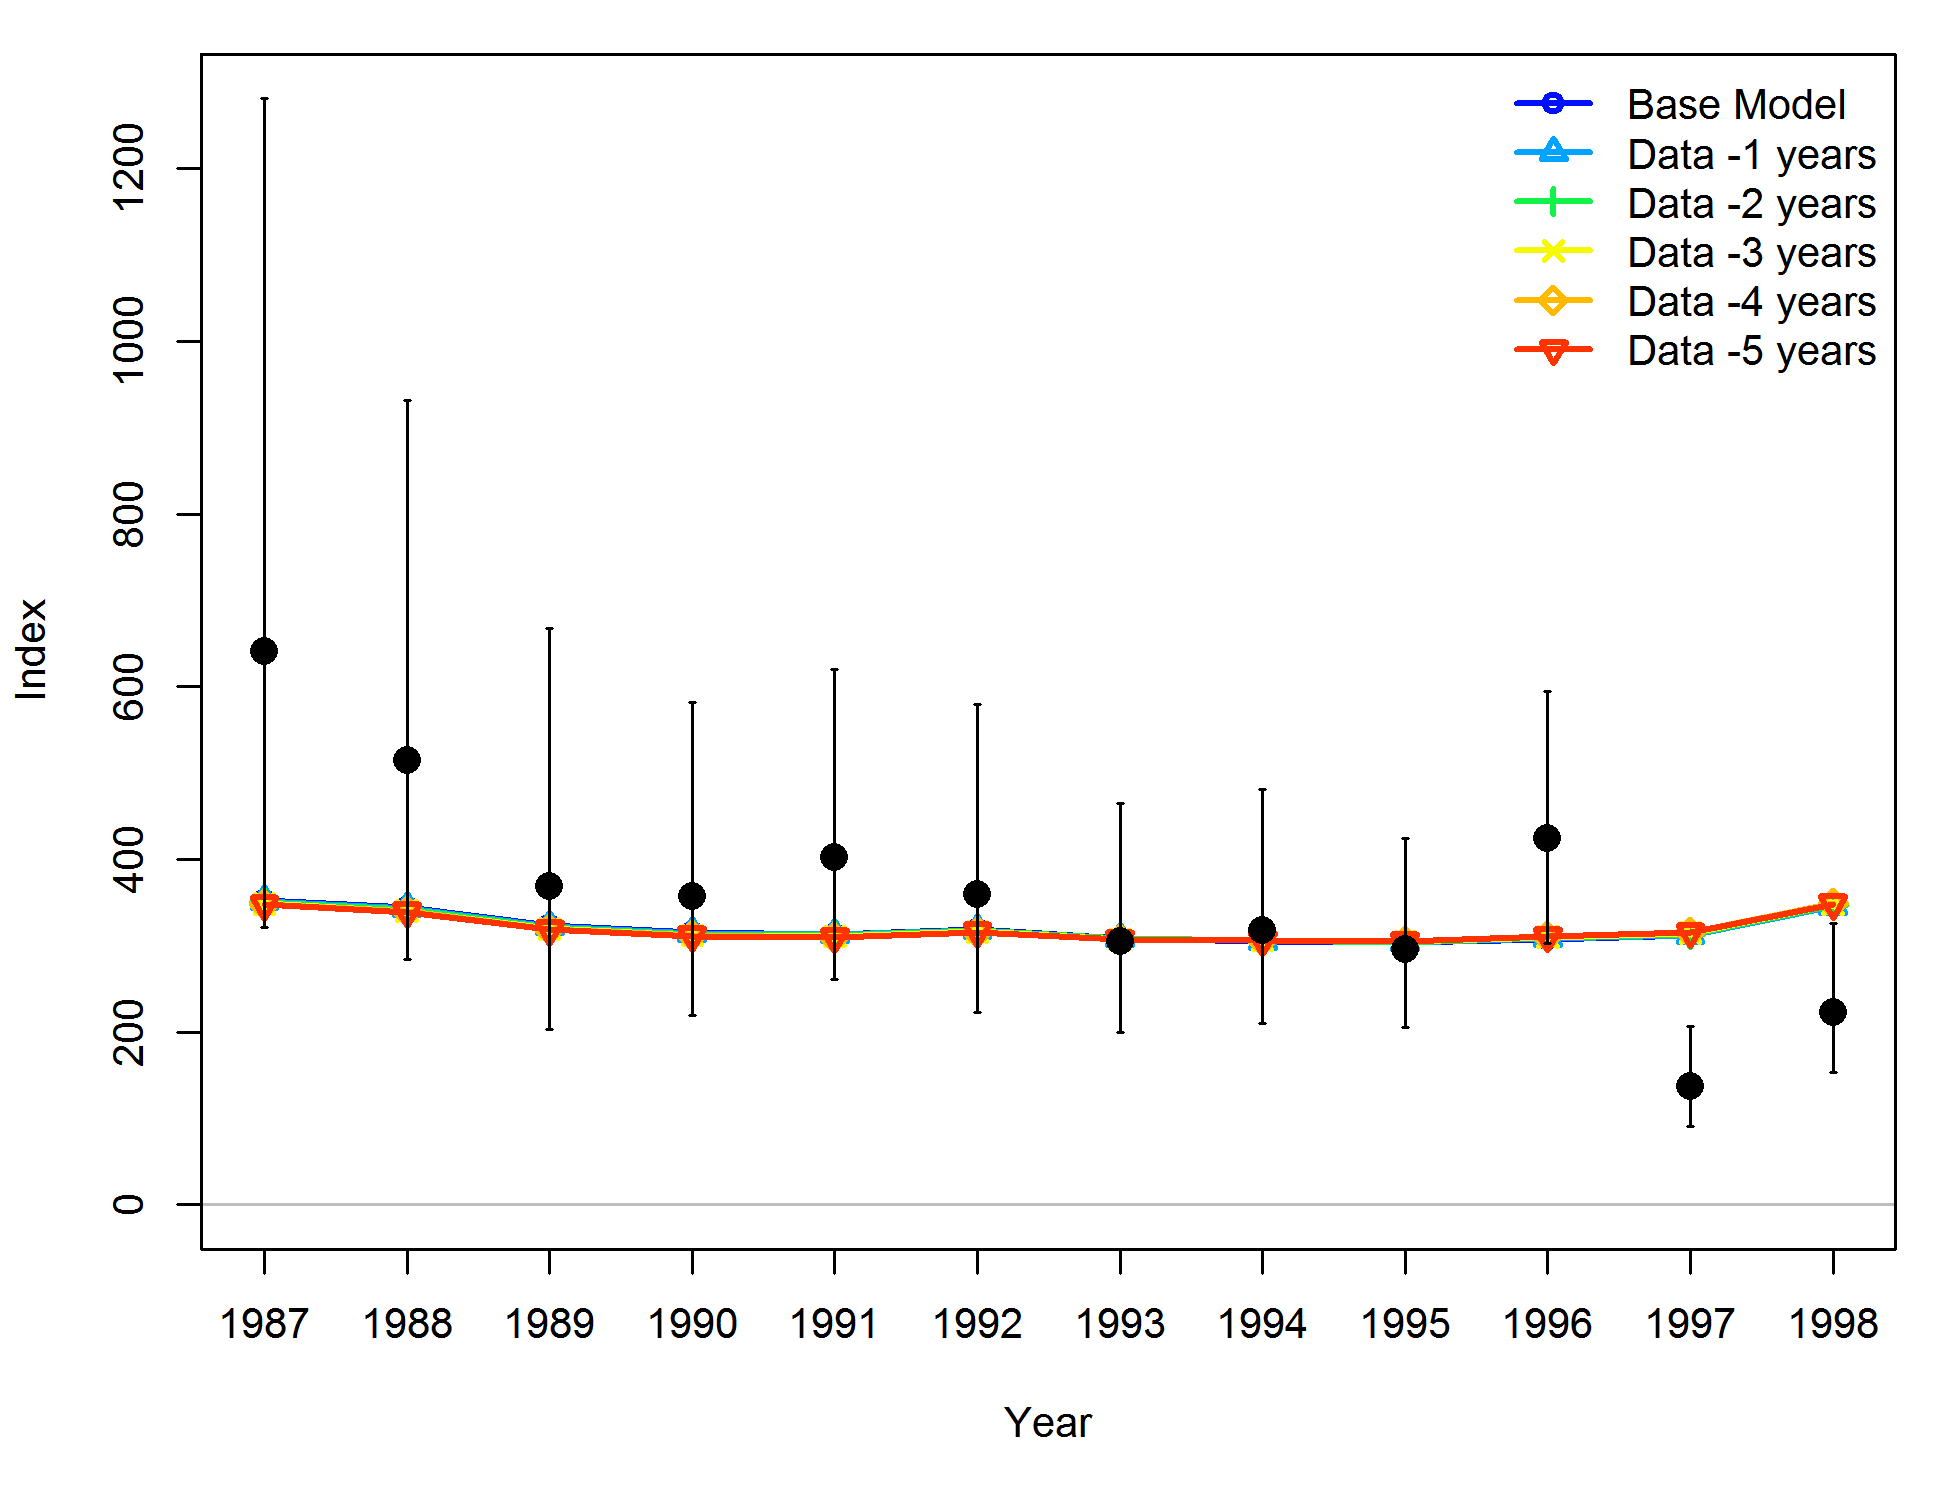 Base Model
Data -1 years
Data -2 years
Data -3 years
Data -4 years
Data -5 years
1200
1000
800
600
400
200
0
Index
1987 1988 1989 1990 1991 1992 1993 1994 1995 1996 1997 1998
Year